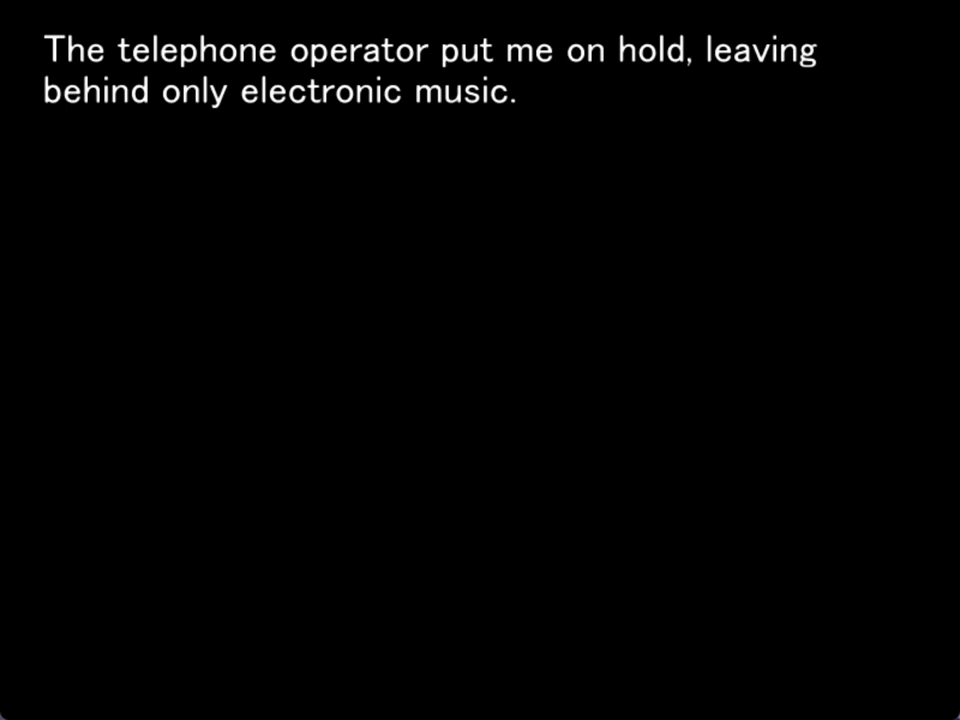 The telephone operator put me on hold, leaving
behind only electronic music.